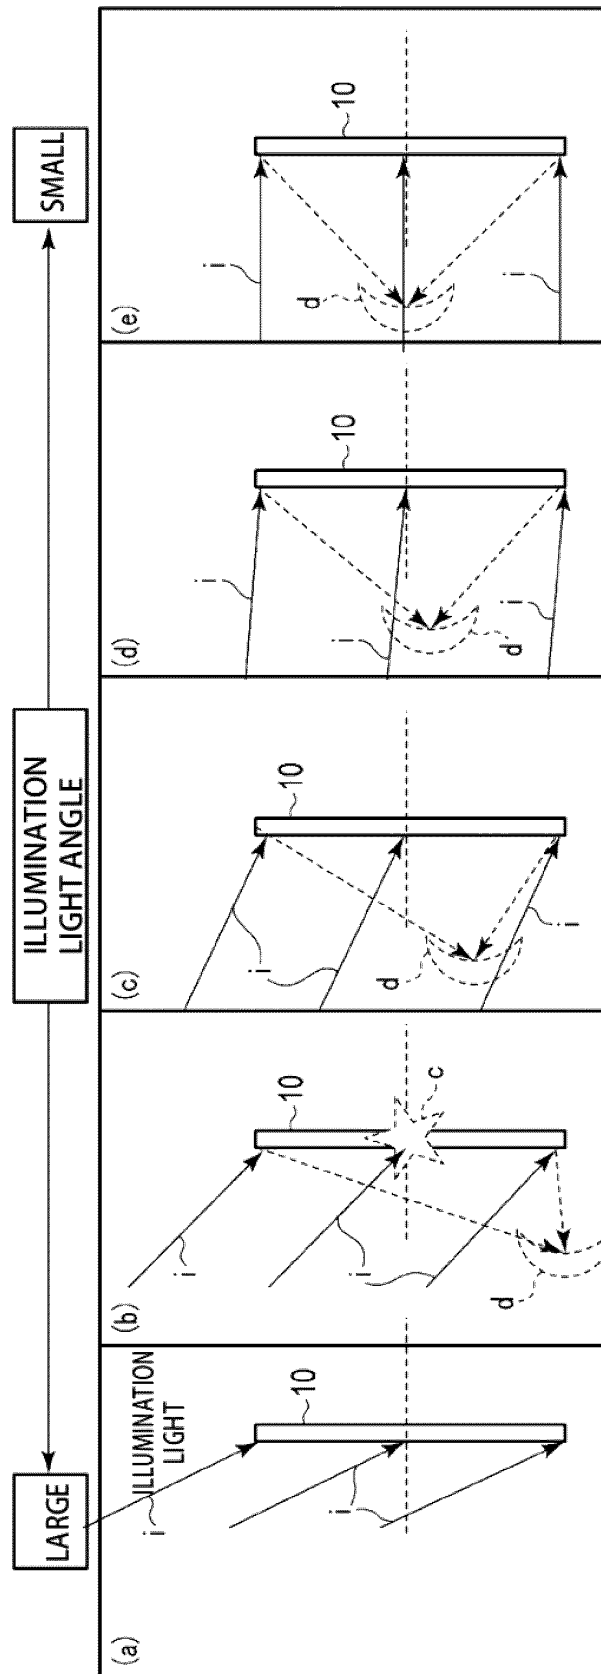 LARGE
ILLUMINATION
LIGHT ANGLE
SMALL
(a)
ILLUMINATION
LIGHT
i
10
i
(b)
i
10
i
c
d
(c)
10
i
i
i
d
(d)
i
10
i
i
d
(e)
i
10
d
i